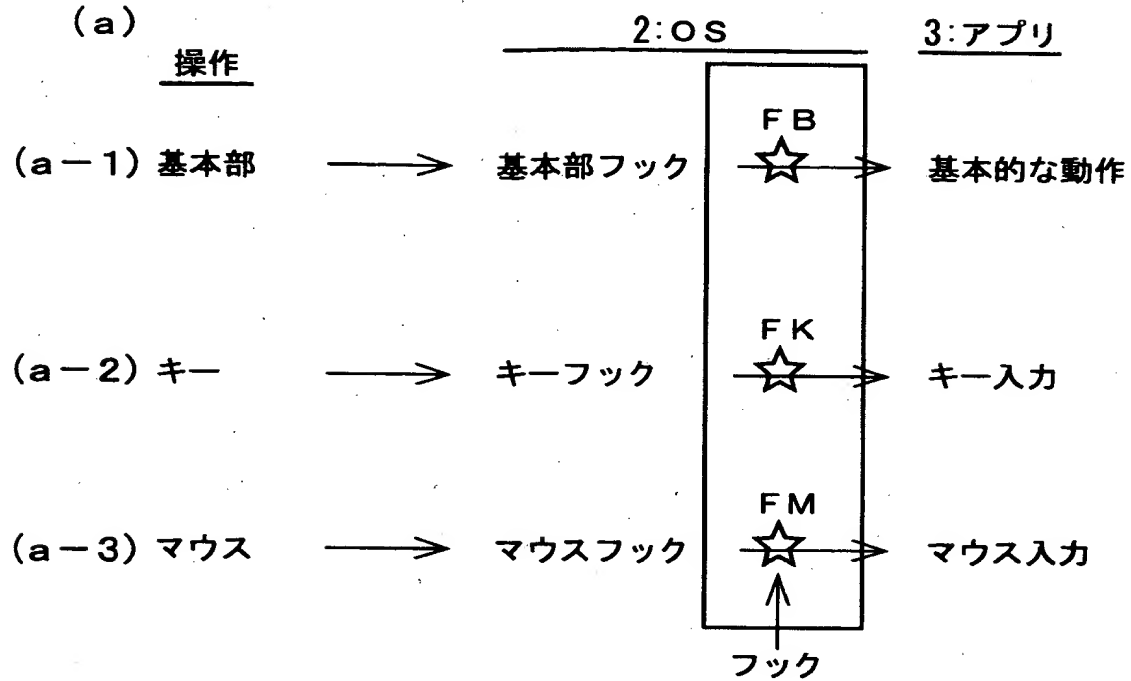 (a)
操作 2:OS 3:アプリ
FB
(a-1) 基本部 基本部フック 基本的な動作
FK
(a-2) キー キーフック キー入力
FM
(a-3) マウス マウスフック マウス入力
フック